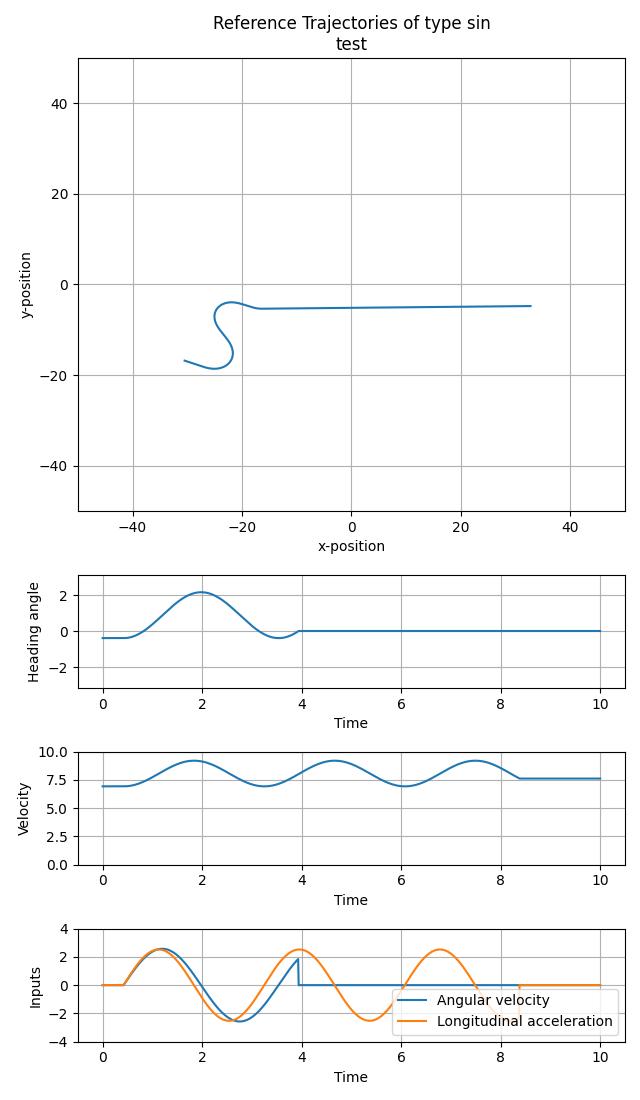 Reference Trajectories of type sin
test
40
20
0
−20
−40
y-position
−40 −20 0 20 40
x-position
2
0
−2
Heading angle
0 2 4 6 8 10
Time
10.0
7.5
5.0
2.5
0.0
Velocity
0 2 4 6 8 10
Time
4
2
0
−2
−4
Inputs
Angular velocity
Longitudinal acceleration
0 2 4 6 8 10
Time